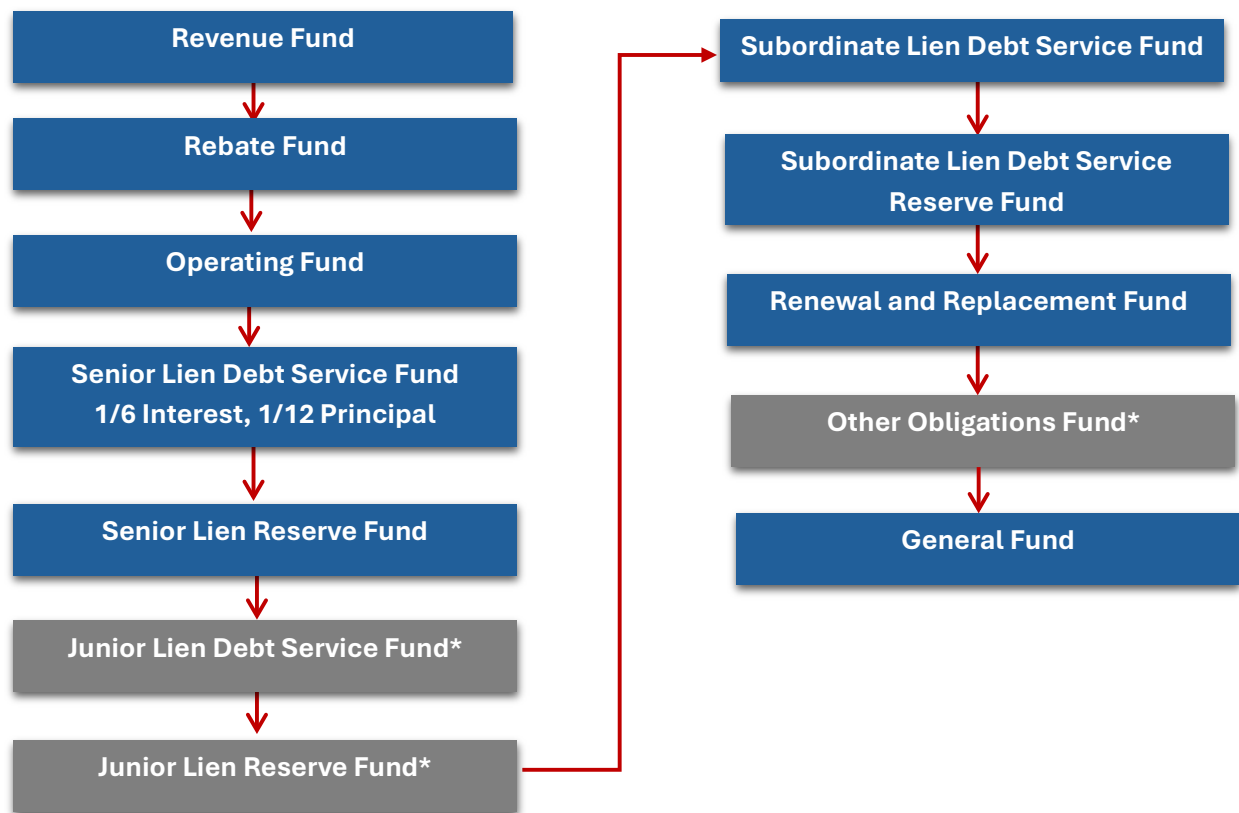 Revenue Fund
Rebate Fund
Operating Fund
Senior Lien Debt Service Fund
1/6 Interest, 1/12 Principal
Senior Lien Reserve Fund
Junior Lien Debt Service Fund*
Junior Lien Reserve Fund*
Subordinate Lien Debt Service Fund
Subordinate Lien Debt Service
Reserve Fund
Renewal and Replacement Fund
Other Obligations Fund*
General Fund